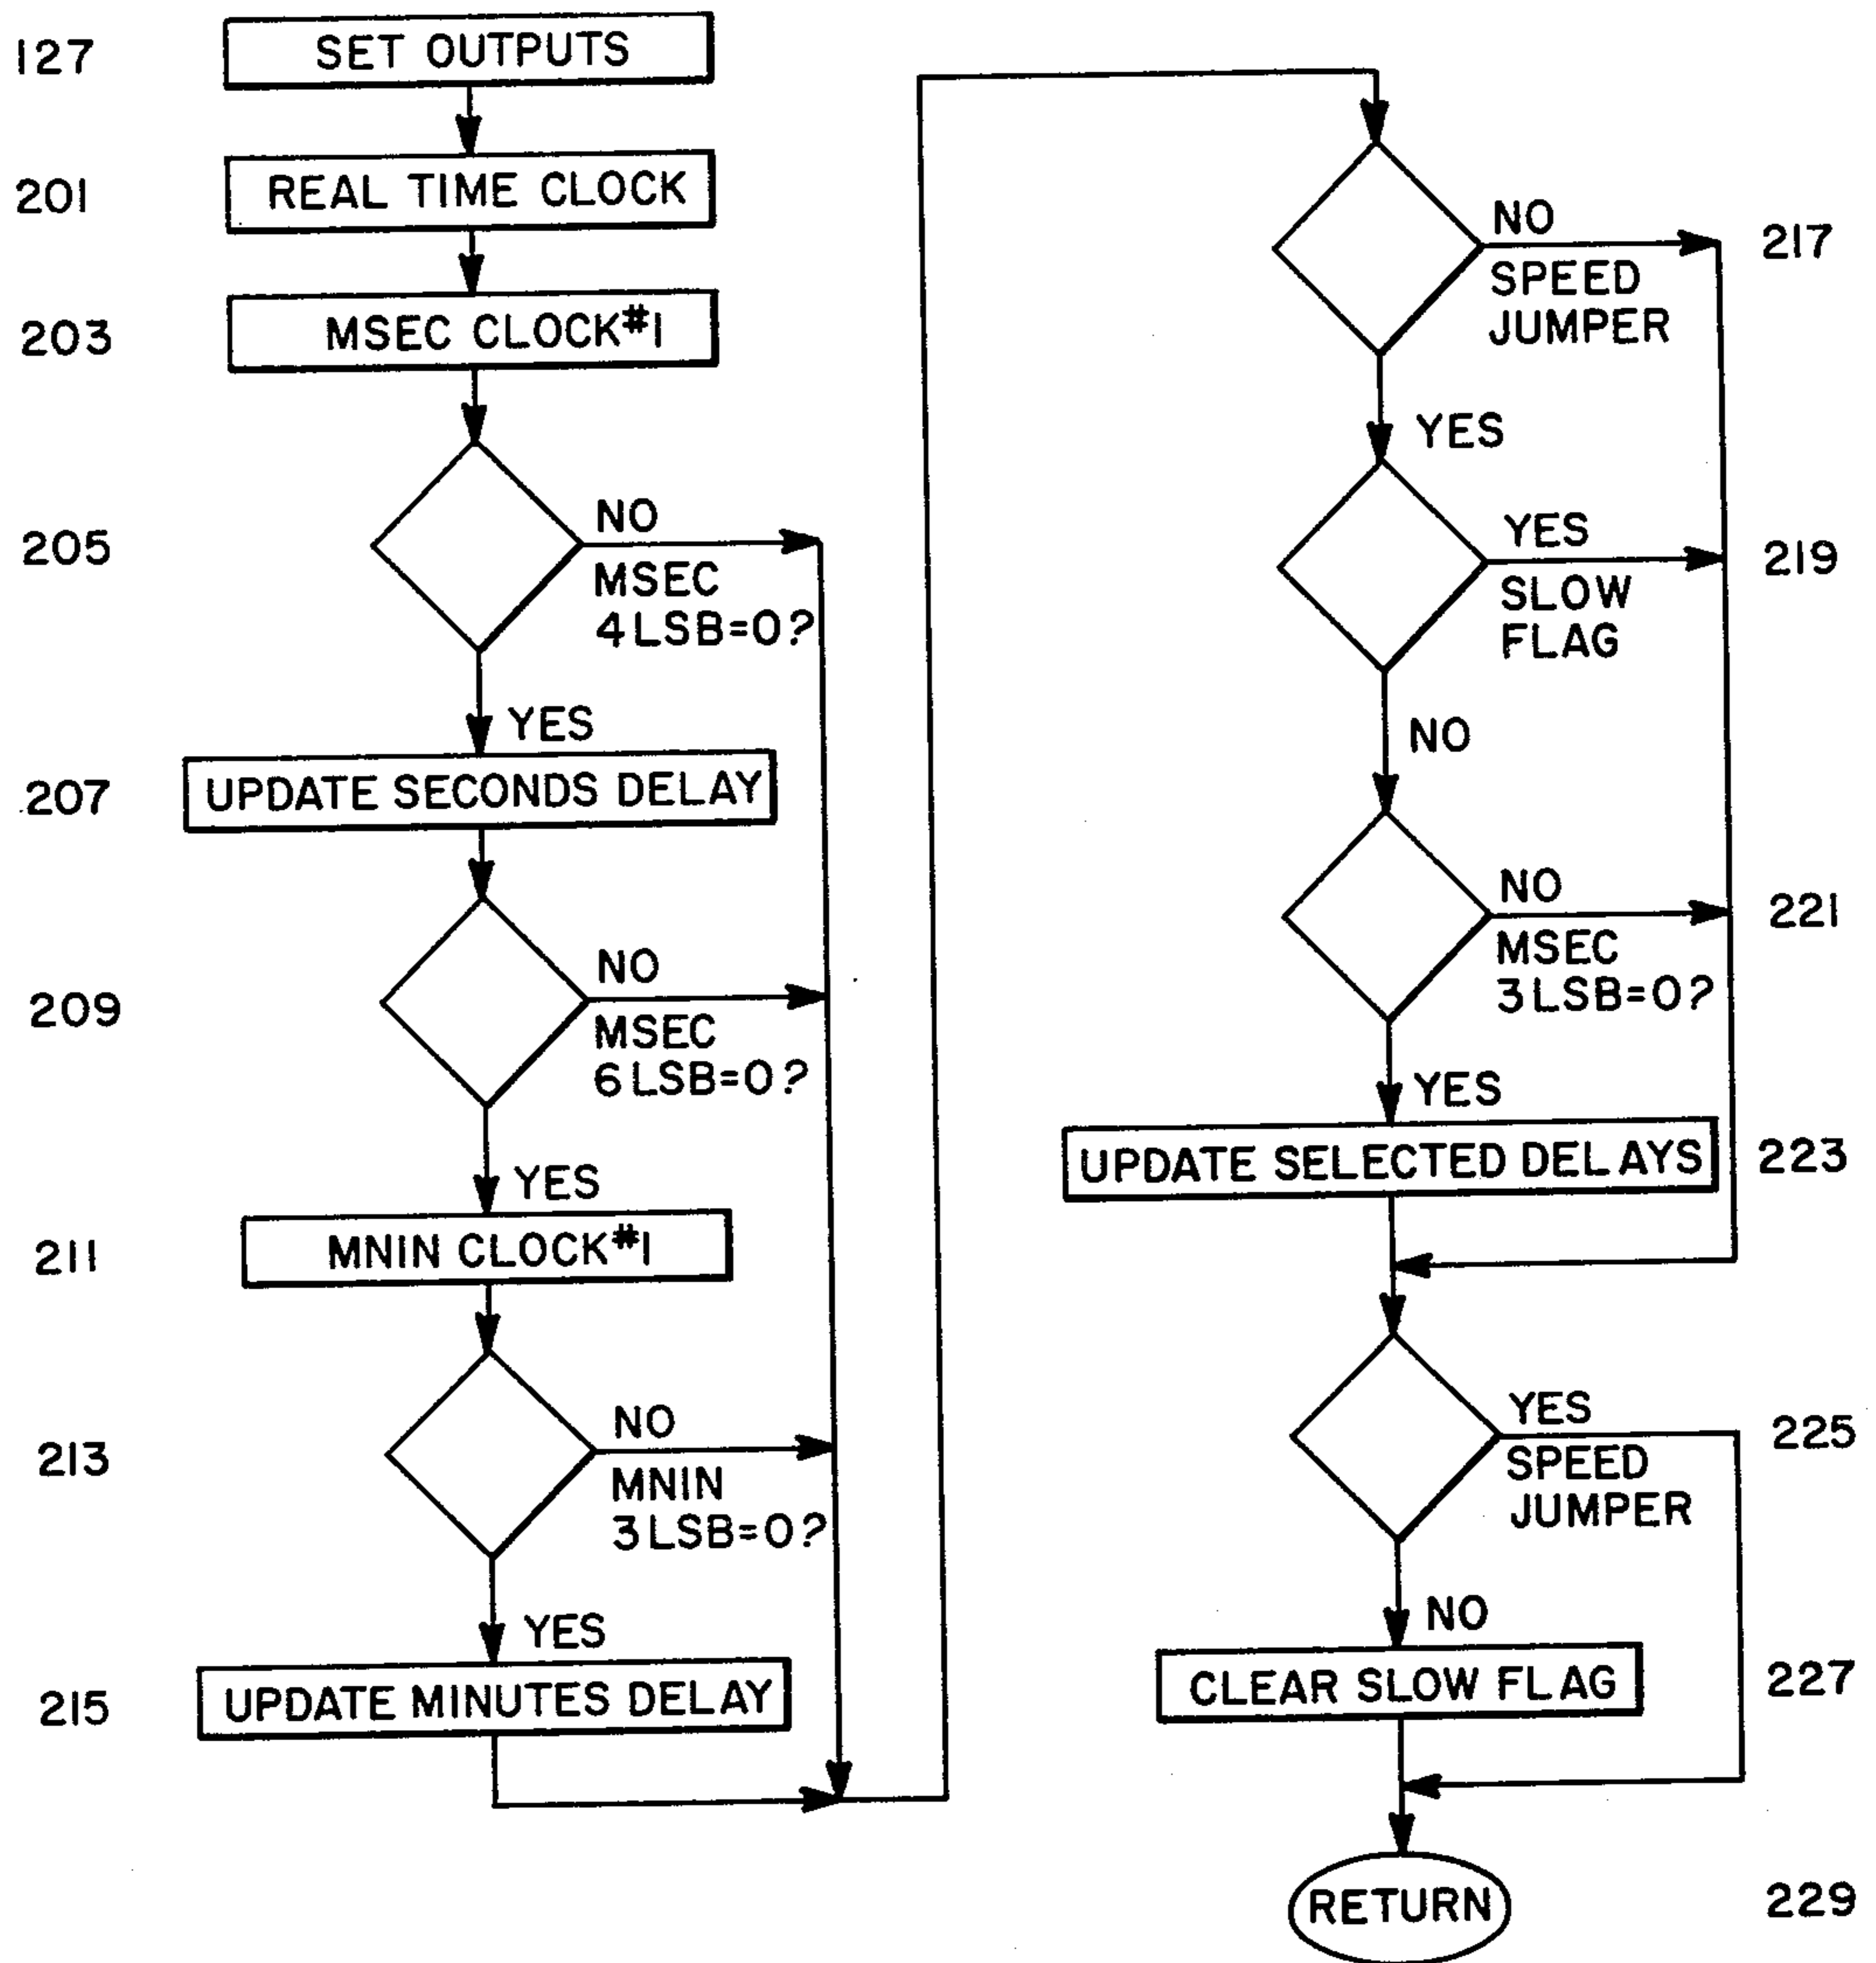 127
SET OUTPUTS
201
REAL TIME CLOCK
203
MSEC CLOCK#1
205
NO
MSEC
4LSB=0?
YES
207
UPDATE SECONDS DELAY
209
NO
MSEC
6LSB=0?
YES
211
MNIN CLOCK#1
213
NO
MNIN
3LSB=0?
YES
215
UPDATE MINUTES DELAY
NO
SPEED
JUMPER
217
YES
YES
SLOW
FLAG
219
NO
NO
MSEC
3LSB=0?
221
YES
UPDATE SELECTED DELAYS
223
YES
SPEED
JUMPER
225
NO
CLEAR SLOW FLAG
227
RETURN
229